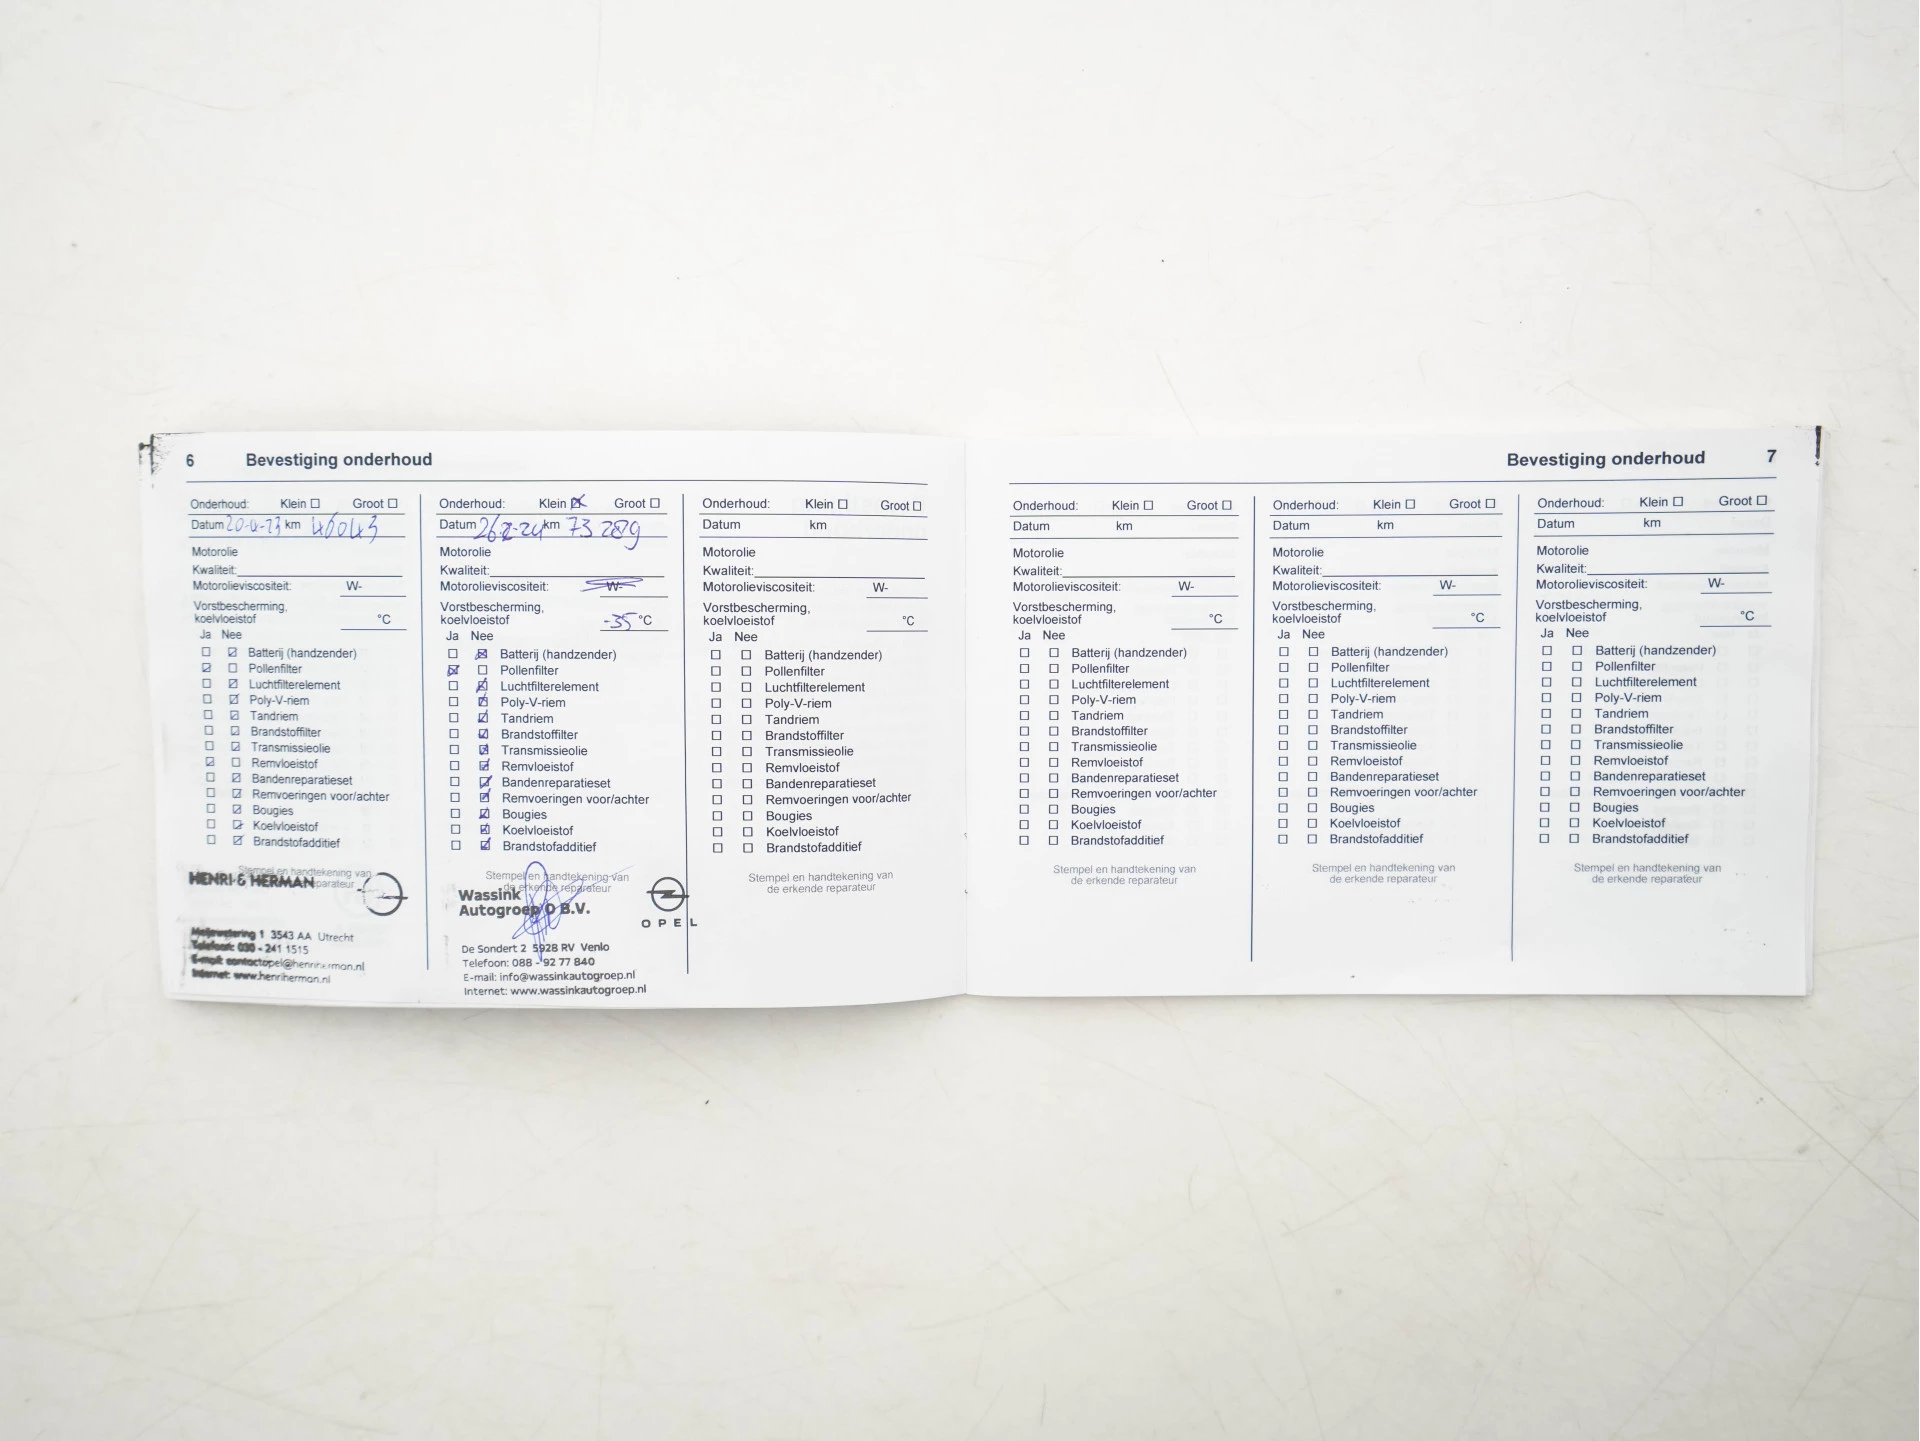 6 Bevestiging onderhoud
Onderhoud: Klein ☐ Groot ☐
Datum 20-4-23 km 46043
Motorolie
Kwaliteit:
Motorolieviscositeit: W-
Vorstbescherming,
koelvloeistof °C
Ja Nee
☐ ☑ Batterij (handzender)
☑ ☐ Pollenfilter
☐ ☑ Luchtfilterelement
☐ ☑ Poly-V-riem
☐ ☑ Tandriem
☐ ☑ Brandstoffilter
☐ ☑ Transmissieolie
☑ ☐ Remvloeistof
☐ ☑ Bandenreparatieset
☐ ☑ Remvoeringen voor/achter
☐ ☑ Bougies
☐ ☑ Koelvloeistof
☐ ☑ Brandstofadditief
Stempel en handtekening van
reparateur
HENRI & HERMAN
1 3543 AA Utrecht
Telefoon: 030 - 241 1515
E-mail: contactopel@henriherman.nl
Internet: www.henriherman.nl
Onderhoud: Klein ☒ Groot ☐
Datum 26-2-24 km 73289
Motorolie
Kwaliteit:
Motorolieviscositeit: W-
Vorstbescherming,
koelvloeistof -35 °C
Ja Nee
☐ ☒ Batterij (handzender)
☒ ☐ Pollenfilter
☐ ☑ Luchtfilterelement
☐ ☑ Poly-V-riem
☐ ☑ Tandriem
☐ ☑ Brandstoffilter
☐ ☑ Transmissieolie
☐ ☑ Remvloeistof
☐ ☑ Bandenreparatieset
☐ ☑ Remvoeringen voor/achter
☐ ☑ Bougies
☐ ☑ Koelvloeistof
☐ ☑ Brandstofadditief
Stempel en handtekening van
de erkende reparateur
Wassink
Autogroep O B.V.
OPEL
De Sondert 2 5928 RV Venlo
Telefoon: 088 - 92 77 840
E-mail: info@wassinkautogroep.nl
Internet: www.wassinkautogroep.nl
Onderhoud: Klein ☐ Groot ☐
Datum km
Motorolie
Kwaliteit:
Motorolieviscositeit: W-
Vorstbescherming,
koelvloeistof °C
Ja Nee
☐ ☐ Batterij (handzender)
☐ ☐ Pollenfilter
☐ ☐ Luchtfilterelement
☐ ☐ Poly-V-riem
☐ ☐ Tandriem
☐ ☐ Brandstoffilter
☐ ☐ Transmissieolie
☐ ☐ Remvloeistof
☐ ☐ Bandenreparatieset
☐ ☐ Remvoeringen voor/achter
☐ ☐ Bougies
☐ ☐ Koelvloeistof
☐ ☐ Brandstofadditief
Stempel en handtekening van
de erkende reparateur
Bevestiging onderhoud 7
Onderhoud: Klein ☐ Groot ☐
Datum km
Motorolie
Kwaliteit:
Motorolieviscositeit: W-
Vorstbescherming,
koelvloeistof °C
Ja Nee
☐ ☐ Batterij (handzender)
☐ ☐ Pollenfilter
☐ ☐ Luchtfilterelement
☐ ☐ Poly-V-riem
☐ ☐ Tandriem
☐ ☐ Brandstoffilter
☐ ☐ Transmissieolie
☐ ☐ Remvloeistof
☐ ☐ Bandenreparatieset
☐ ☐ Remvoeringen voor/achter
☐ ☐ Bougies
☐ ☐ Koelvloeistof
☐ ☐ Brandstofadditief
Stempel en handtekening van
de erkende reparateur
Onderhoud: Klein ☐ Groot ☐
Datum km
Motorolie
Kwaliteit:
Motorolieviscositeit: W-
Vorstbescherming,
koelvloeistof °C
Ja Nee
☐ ☐ Batterij (handzender)
☐ ☐ Pollenfilter
☐ ☐ Luchtfilterelement
☐ ☐ Poly-V-riem
☐ ☐ Tandriem
☐ ☐ Brandstoffilter
☐ ☐ Transmissieolie
☐ ☐ Remvloeistof
☐ ☐ Bandenreparatieset
☐ ☐ Remvoeringen voor/achter
☐ ☐ Bougies
☐ ☐ Koelvloeistof
☐ ☐ Brandstofadditief
Stempel en handtekening van
de erkende reparateur
Onderhoud: Klein ☐ Groot ☐
Datum km
Motorolie
Kwaliteit:
Motorolieviscositeit: W-
Vorstbescherming,
koelvloeistof °C
Ja Nee
☐ ☐ Batterij (handzender)
☐ ☐ Pollenfilter
☐ ☐ Luchtfilterelement
☐ ☐ Poly-V-riem
☐ ☐ Tandriem
☐ ☐ Brandstoffilter
☐ ☐ Transmissieolie
☐ ☐ Remvloeistof
☐ ☐ Bandenreparatieset
☐ ☐ Remvoeringen voor/achter
☐ ☐ Bougies
☐ ☐ Koelvloeistof
☐ ☐ Brandstofadditief
Stempel en handtekening van
de erkende reparateur